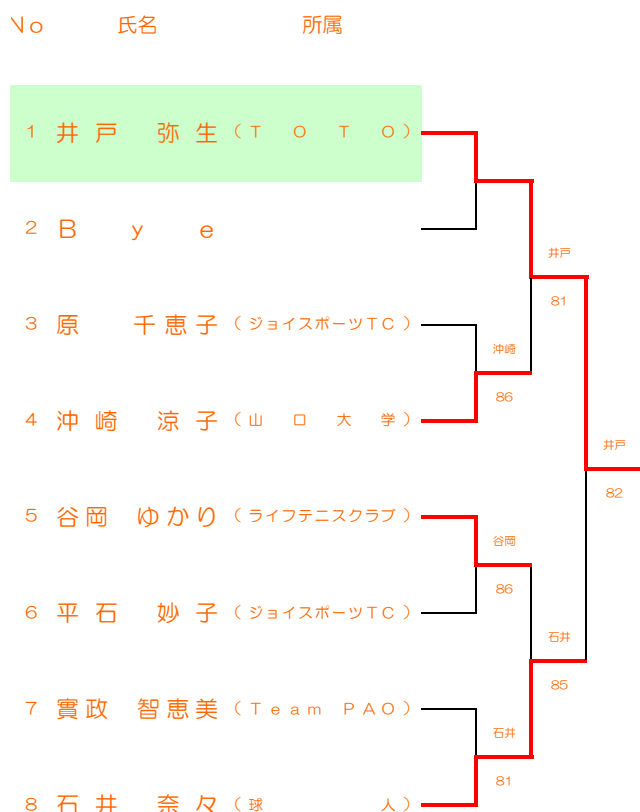 No 氏名 所属
1 井戸 弥生 (TOTO)
2 Bye
井戸
81
3 原 千恵子 (ジョイスポーツTC)
沖崎
86
4 沖崎 涼子 (山口大学)
井戸
82
5 谷岡 ゆかり (ライフテニスクラブ)
谷岡
86
6 平石 妙子 (ジョイスポーツTC)
石井
85
7 實政 智恵美 (Team PAO)
石井
81
8 石井 奈々 (球人)